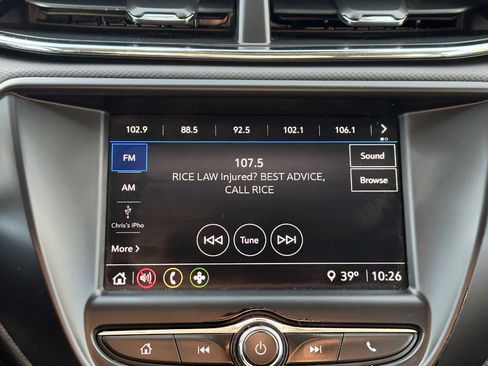 102.9 88.5 92.5 102.1 106.1
FM
107.5
Sound
RICE LAW Injured? BEST ADVICE,
CALL RICE
AM
Browse
Chris's iPho
More
Tune
39° 10:26